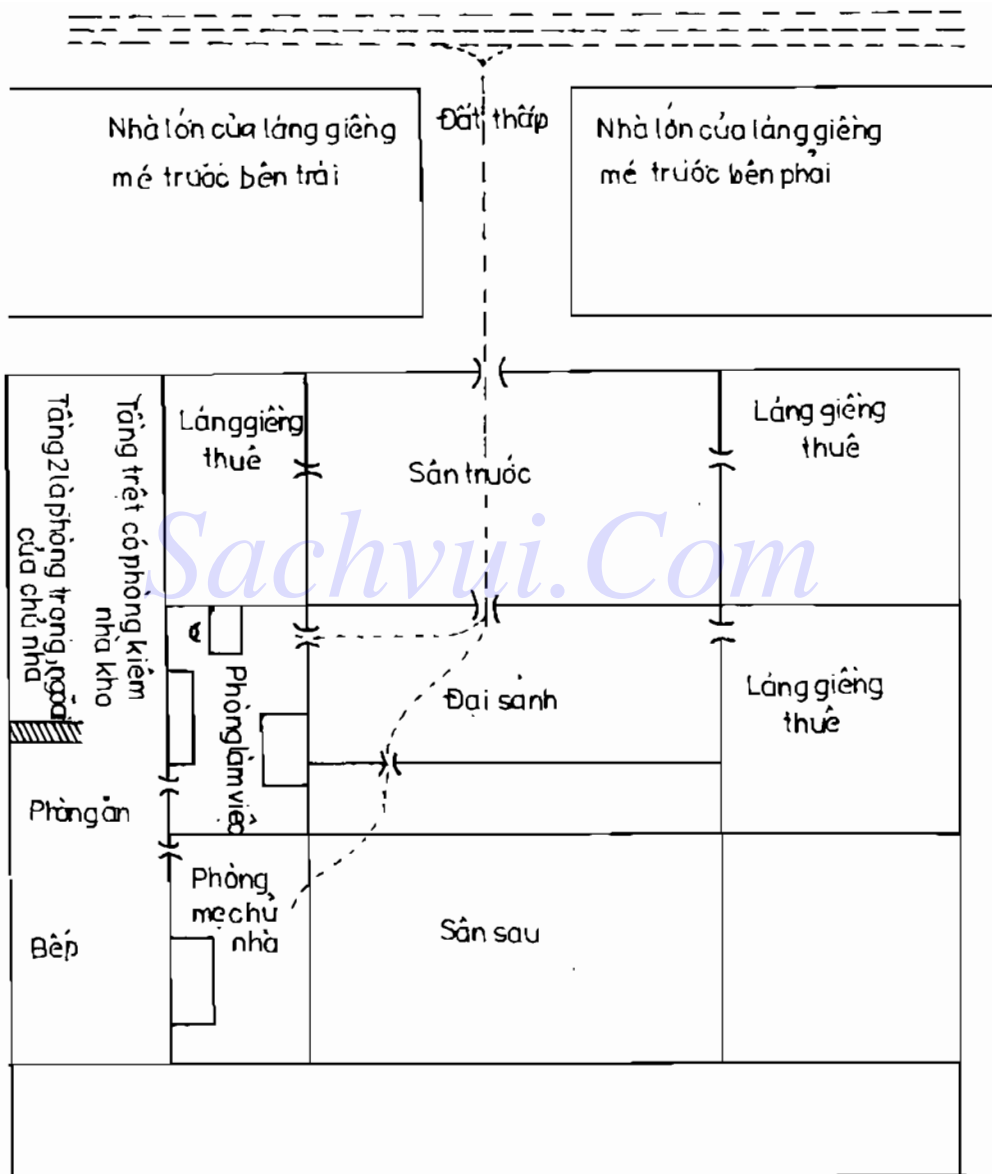 Nhà lớn của láng giềng
mé trước bên trái
Đất thấp
Nhà lớn của láng giềng
mé trước bên phải
Tầng trệt có phòng kiêm
nhà kho
Tầng 2 là phòng trong, ngoài
của chủ nhà
Láng giềng
thuê
Sân trước
Láng giềng
thuê
Sachvui.Com
Phòng làm việc
Đại sảnh
Láng giềng
thuê
Phòng ăn
Phòng
mẹ chủ
nhà
Bếp
Sân sau